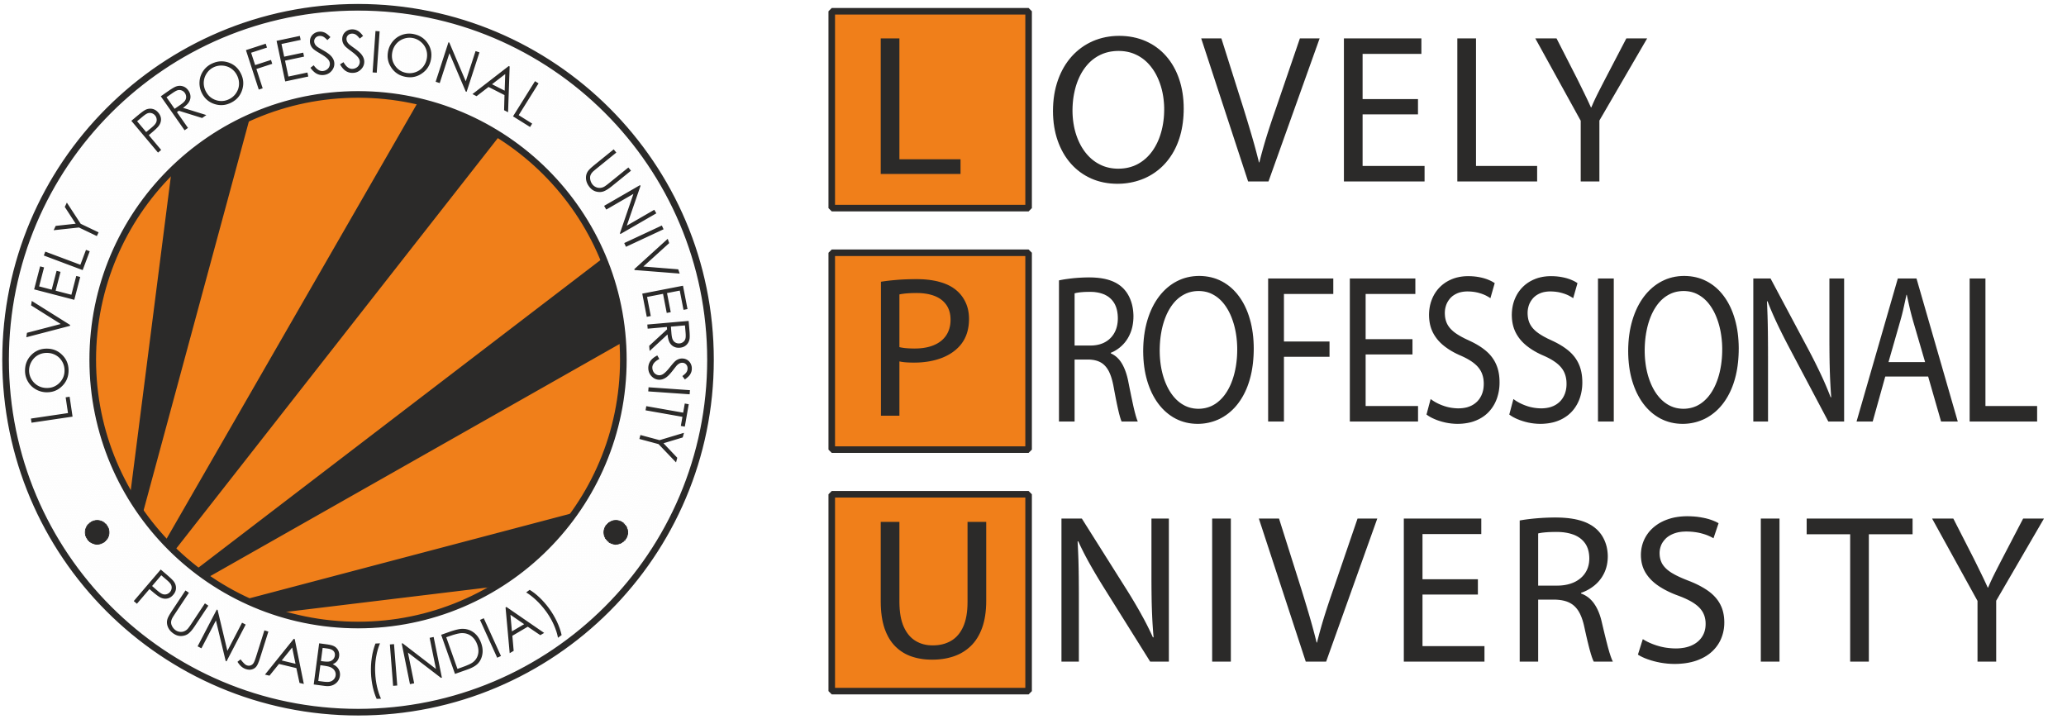 LOVELY PROFESSIONAL UNIVERSITY
• PUNJAB (INDIA) •
LOVELY
PROFESSIONAL
UNIVERSITY